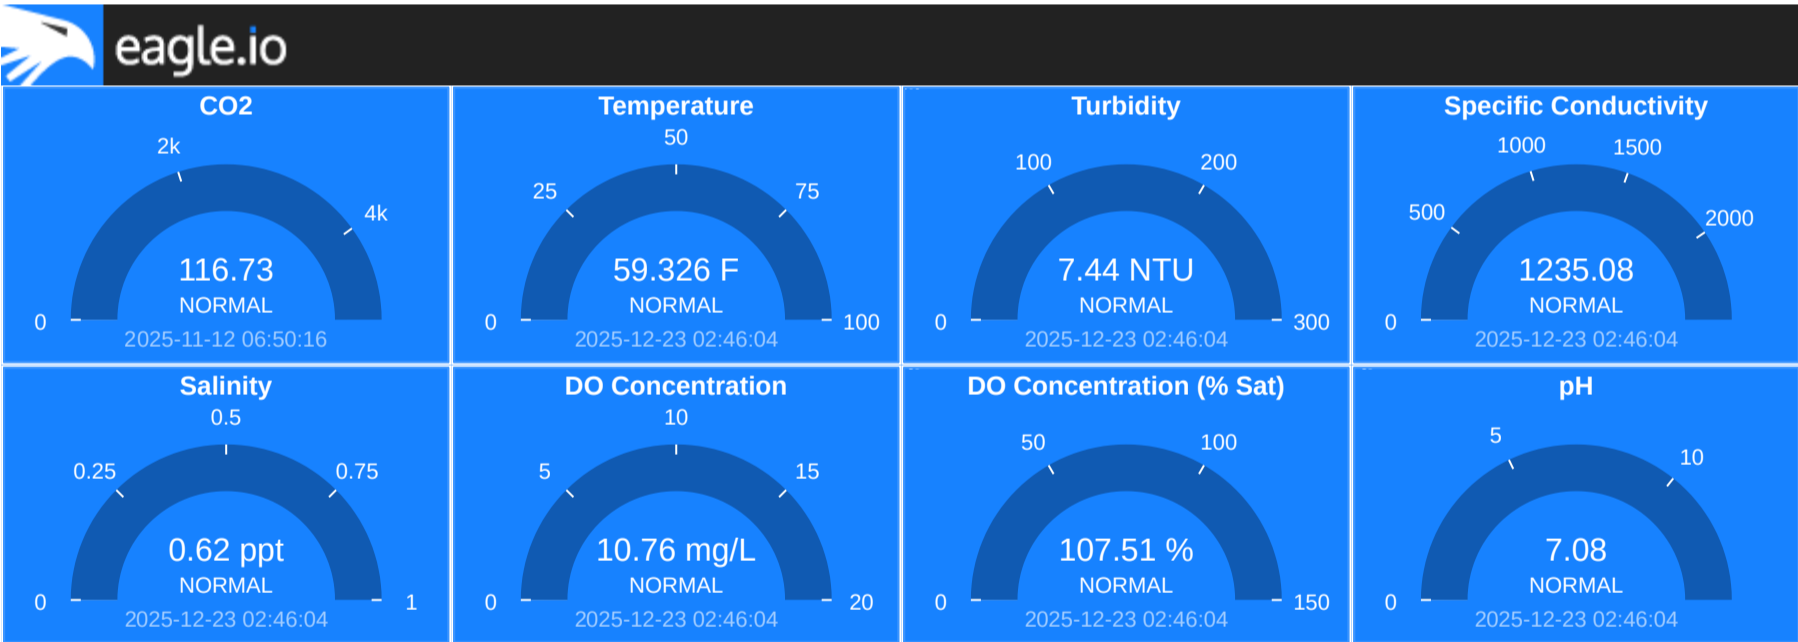 eagle.io
CO2
2k
4k
116.73
NORMAL
0
2025-11-12 06:50:16
Temperature
50
25
75
59.326 F
NORMAL
0
100
2025-12-23 02:46:04
Turbidity
100
200
7.44 NTU
NORMAL
0
300
2025-12-23 02:46:04
Specific Conductivity
1000
1500
500
2000
1235.08
NORMAL
0
2025-12-23 02:46:04
Salinity
0.5
0.25
0.75
0.62 ppt
NORMAL
0
1
2025-12-23 02:46:04
DO Concentration
10
5
15
10.76 mg/L
NORMAL
0
20
2025-12-23 02:46:04
DO Concentration (% Sat)
50
100
107.51 %
NORMAL
0
150
2025-12-23 02:46:04
pH
5
10
7.08
NORMAL
0
2025-12-23 02:46:04